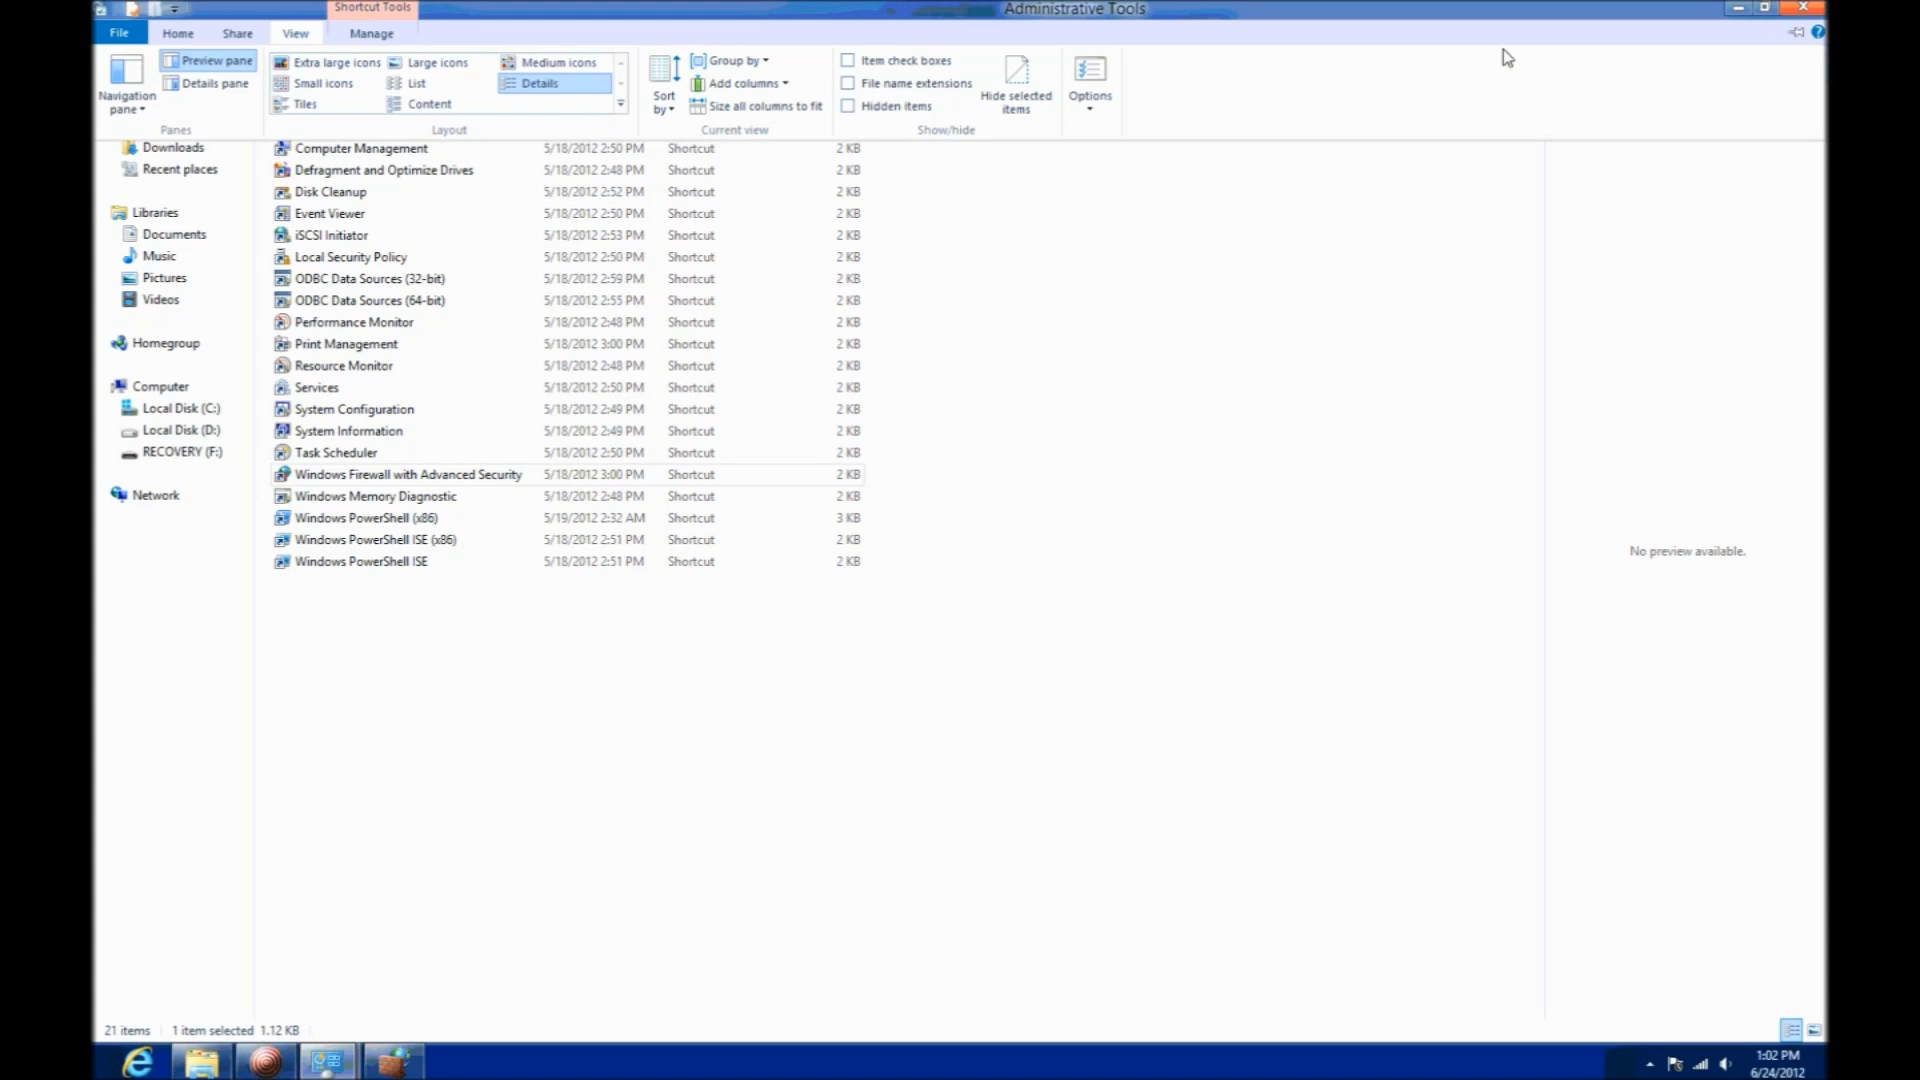 Shortcut Tools
Administrative Tools
File Home Share View Manage
Navigation pane
Preview pane
Details pane
Panes
Extra large icons Large icons Medium icons
Small icons List Details
Tiles Content
Layout
Sort by
Group by
Add columns
Size all columns to fit
Current view
Item check boxes
File name extensions
Hidden items
Hide selected items
Show/hide
Options
Downloads
Recent places
Libraries
Documents
Music
Pictures
Videos
Homegroup
Computer
Local Disk (C:)
Local Disk (D:)
RECOVERY (F:)
Network
Computer Management 5/18/2012 2:50 PM Shortcut 2 KB
Defragment and Optimize Drives 5/18/2012 2:48 PM Shortcut 2 KB
Disk Cleanup 5/18/2012 2:52 PM Shortcut 2 KB
Event Viewer 5/18/2012 2:50 PM Shortcut 2 KB
iSCSI Initiator 5/18/2012 2:53 PM Shortcut 2 KB
Local Security Policy 5/18/2012 2:50 PM Shortcut 2 KB
ODBC Data Sources (32-bit) 5/18/2012 2:59 PM Shortcut 2 KB
ODBC Data Sources (64-bit) 5/18/2012 2:55 PM Shortcut 2 KB
Performance Monitor 5/18/2012 2:48 PM Shortcut 2 KB
Print Management 5/18/2012 3:00 PM Shortcut 2 KB
Resource Monitor 5/18/2012 2:48 PM Shortcut 2 KB
Services 5/18/2012 2:50 PM Shortcut 2 KB
System Configuration 5/18/2012 2:49 PM Shortcut 2 KB
System Information 5/18/2012 2:49 PM Shortcut 2 KB
Task Scheduler 5/18/2012 2:50 PM Shortcut 2 KB
Windows Firewall with Advanced Security 5/18/2012 3:00 PM Shortcut 2 KB
Windows Memory Diagnostic 5/18/2012 2:48 PM Shortcut 2 KB
Windows PowerShell (x86) 5/19/2012 2:32 AM Shortcut 3 KB
Windows PowerShell ISE (x86) 5/18/2012 2:51 PM Shortcut 2 KB
Windows PowerShell ISE 5/18/2012 2:51 PM Shortcut 2 KB
No preview available.
21 items 1 item selected 1.12 KB
1:02 PM
6/24/2012